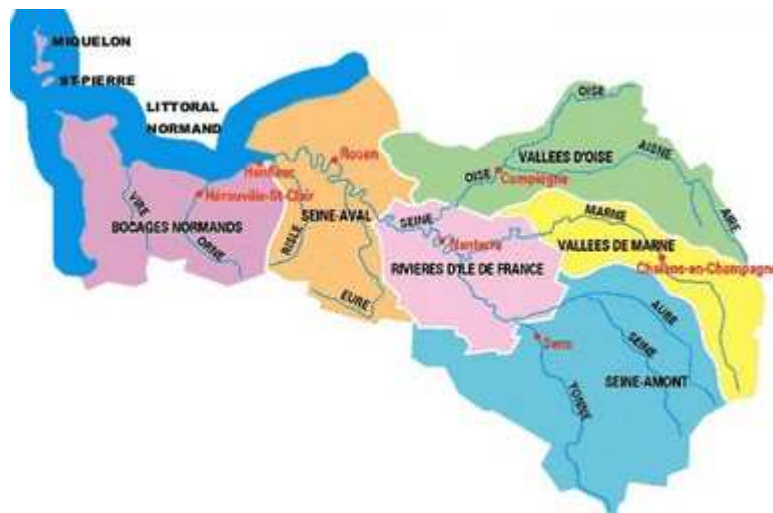 MIQUELON
ST-PIERRE
LITTORAL
NORMAND
OISE
Rouen
VALLEES D'OISE
AISNE
Honfleur
OISE
Compiègne
VIRE
Hérouville-St-Clair
SEINE
AIRE
BOCAGES NORMANDS
SEINE-AVAL
MARNE
ORNE
RISLE
Nanterre
VALLEES DE MARNE
RIVIERES D'ILE DE FRANCE
Chalons-en-Champagne
EURE
AUBE
SEINE
Sens
SEINE-AMONT
YONNE